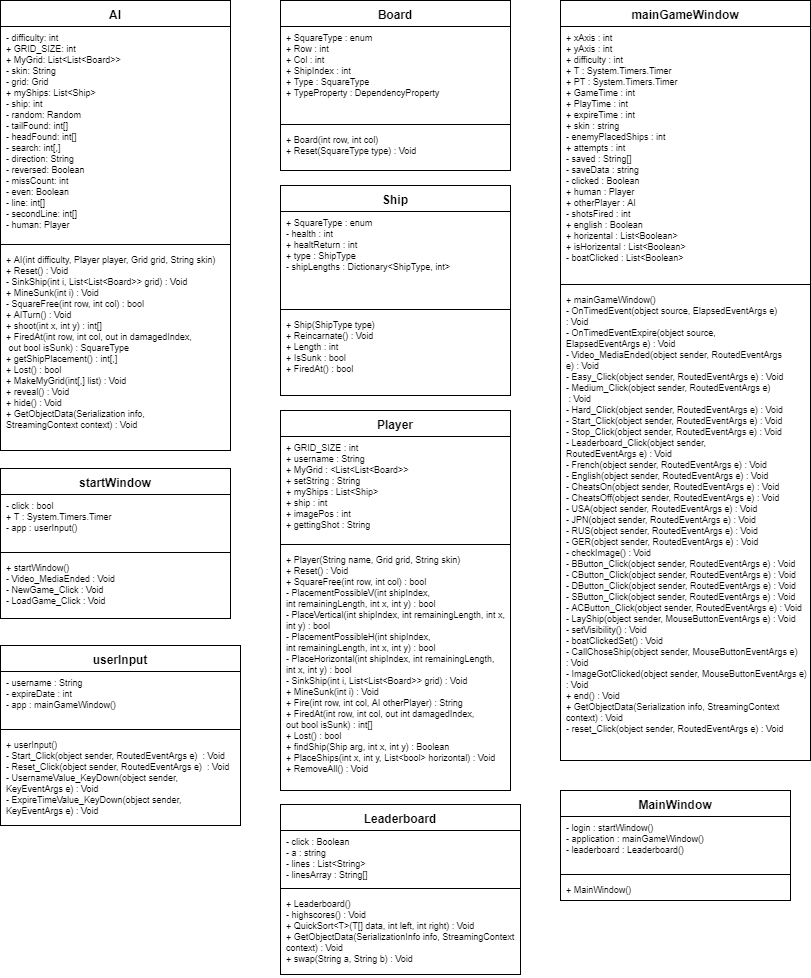 AI
- difficulty: int
+ GRID_SIZE: int
+ MyGrid: List<List<Board>>
- skin: String
- grid: Grid
+ myShips: List<Ship>
- ship: int
- random: Random
- tailFound: int[]
- headFound: int[]
- search: int[,]
- direction: String
- reversed: Boolean
- missCount: int
- even: Boolean
- line: int[]
- secondLine: int[]
- human: Player
+ AI(int difficulty, Player player, Grid grid, String skin)
+ Reset() : Void
- SinkShip(int i, List<List<Board>> grid) : Void
+ MineSunk(int i) : Void
- SquareFree(int row, int col) : bool
+ AITurn() : Void
+ shoot(int x, int y) : int[]
+ FiredAt(int row, int col, out in damagedIndex,
out bool isSunk) : SquareType
+ getShipPlacement() : int[,]
+ Lost() : bool
+ MakeMyGrid(int[,] list) : Void
+ reveal() : Void
+ hide() : Void
+ GetObjectData(Serialization info,
StreamingContext context) : Void
startWindow
- click : bool
+ T : System.Timers.Timer
- app : userInput()
+ startWindow()
- Video_MediaEnded : Void
- NewGame_Click : Void
- LoadGame_Click : Void
userInput
- username : String
- expireDate : int
- app : mainGameWindow()
+ userInput()
- Start_Click(object sender, RoutedEventArgs e) : Void
- Reset_Click(object sender, RoutedEventArgs e) : Void
- UsernameValue_KeyDown(object sender,
KeyEventArgs e) : Void
- ExpireTimeValue_KeyDown(object sender,
KeyEventArgs e) : Void
Board
+ SquareType : enum
+ Row : int
+ Col : int
+ ShipIndex : int
+ Type : SquareType
+ TypeProperty : DependencyProperty
+ Board(int row, int col)
+ Reset(SquareType type) : Void
Ship
+ SquareType : enum
- health : int
+ healtReturn : int
+ type : ShipType
- shipLengths : Dictionary<ShipType, int>
+ Ship(ShipType type)
+ Reincarnate() : Void
+ Length : int
+ IsSunk : bool
+ FiredAt() : bool
Player
+ GRID_SIZE : int
+ username : String
+ MyGrid : <List<List<Board>>
+ setString : String
+ myShips : List<Ship>
+ ship : int
+ imagePos : int
+ gettingShot : String
+ Player(String name, Grid grid, String skin)
+ Reset() : Void
+ SquareFree(int row, int col) : bool
- PlacementPossibleV(int shipIndex,
int remainingLength, int x, int y) : bool
- PlaceVertical(int shipIndex, int remainingLength, int x,
int y) : bool
- PlacementPossibleH(int shipIndex,
int remainingLength, int x, int y) : bool
- PlaceHorizontal(int shipIndex, int remainingLength,
int x, int y) : bool
- SinkShip(int i, List<List<Board>> grid) : Void
+ MineSunk(int i) : Void
+ Fire(int row, int col, AI otherPlayer) : String
+ FiredAt(int row, int col, out int damagedIndex,
out bool isSunk) : int[]
+ Lost() : bool
+ findShip(Ship arg, int x, int y) : Boolean
+ PlaceShips(int x, int y, List<bool> horizontal) : Void
+ RemoveAll() : Void
Leaderboard
- click : Boolean
- a : string
- lines : List<String>
- linesArray : String[]
+ Leaderboard()
- highscores() : Void
+ QuickSort<T>(T[] data, int left, int right) : Void
+ GetObjectData(SerializationInfo info, StreamingContext
context) : Void
+ swap(String a, String b) : Void
mainGameWindow
+ xAxis : int
+ yAxis : int
+ difficulty : int
+ T : System.Timers.Timer
+ PT : System.Timers.Timer
+ GameTime : int
+ PlayTime : int
+ expireTime : int
+ skin : string
- enemyPlacedShips : int
+ attempts : int
- saved : String[]
- saveData : string
- clicked : Boolean
+ human : Player
+ otherPlayer : AI
- shotsFired : int
+ english : Boolean
+ horizental : List<Boolean>
+ isHorizental : List<Boolean>
- boatClicked : List<Boolean>
+ mainGameWindow()
- OnTimedEvent(object source, ElapsedEventArgs e)
: Void
- OnTimedEventExpire(object source,
ElapsedEventArgs e) : Void
- Video_MediaEnded(object sender, RoutedEventArgs
e) : Void
- Easy_Click(object sender, RoutedEventArgs e) : Void
- Medium_Click(object sender, RoutedEventArgs e)
: Void
- Hard_Click(object sender, RoutedEventArgs e) : Void
- Start_Click(object sender, RoutedEventArgs e) : Void
- Stop_Click(object sender, RoutedEventArgs e) : Void
- Leaderboard_Click(object sender,
RoutedEventArgs e) : Void
- French(object sender, RoutedEventArgs e) : Void
- English(object sender, RoutedEventArgs e) : Void
- CheatsOn(object sender, RoutedEventArgs e) : Void
- CheatsOff(object sender, RoutedEventArgs e) : Void
- USA(object sender, RoutedEventArgs e) : Void
- JPN(object sender, RoutedEventArgs e) : Void
- RUS(object sender, RoutedEventArgs e) : Void
- GER(object sender, RoutedEventArgs e) : Void
- checkImage() : Void
- BButton_Click(object sender, RoutedEventArgs e) : Void
- CButton_Click(object sender, RoutedEventArgs e) : Void
- DButton_Click(object sender, RoutedEventArgs e) : Void
- SButton_Click(object sender, RoutedEventArgs e) : Void
- ACButton_Click(object sender, RoutedEventArgs e) : Void
- LayShip(object sender, MouseButtonEventArgs e) : Void
- setVisibility() : Void
- boatClickedSet() : Void
- CallChoseShip(object sender, MouseButtonEventArgs e)
: Void
- ImageGotClicked(object sender, MouseButtonEventArgs e)
: Void
+ end() : Void
+ GetObjectData(Serialization info, StreamingContext
context) : Void
- reset_Click(object sender, RoutedEventArgs e) : Void
MainWindow
- login : startWindow()
- application : mainGameWindow()
- leaderboard : Leaderboard()
+ MainWindow()